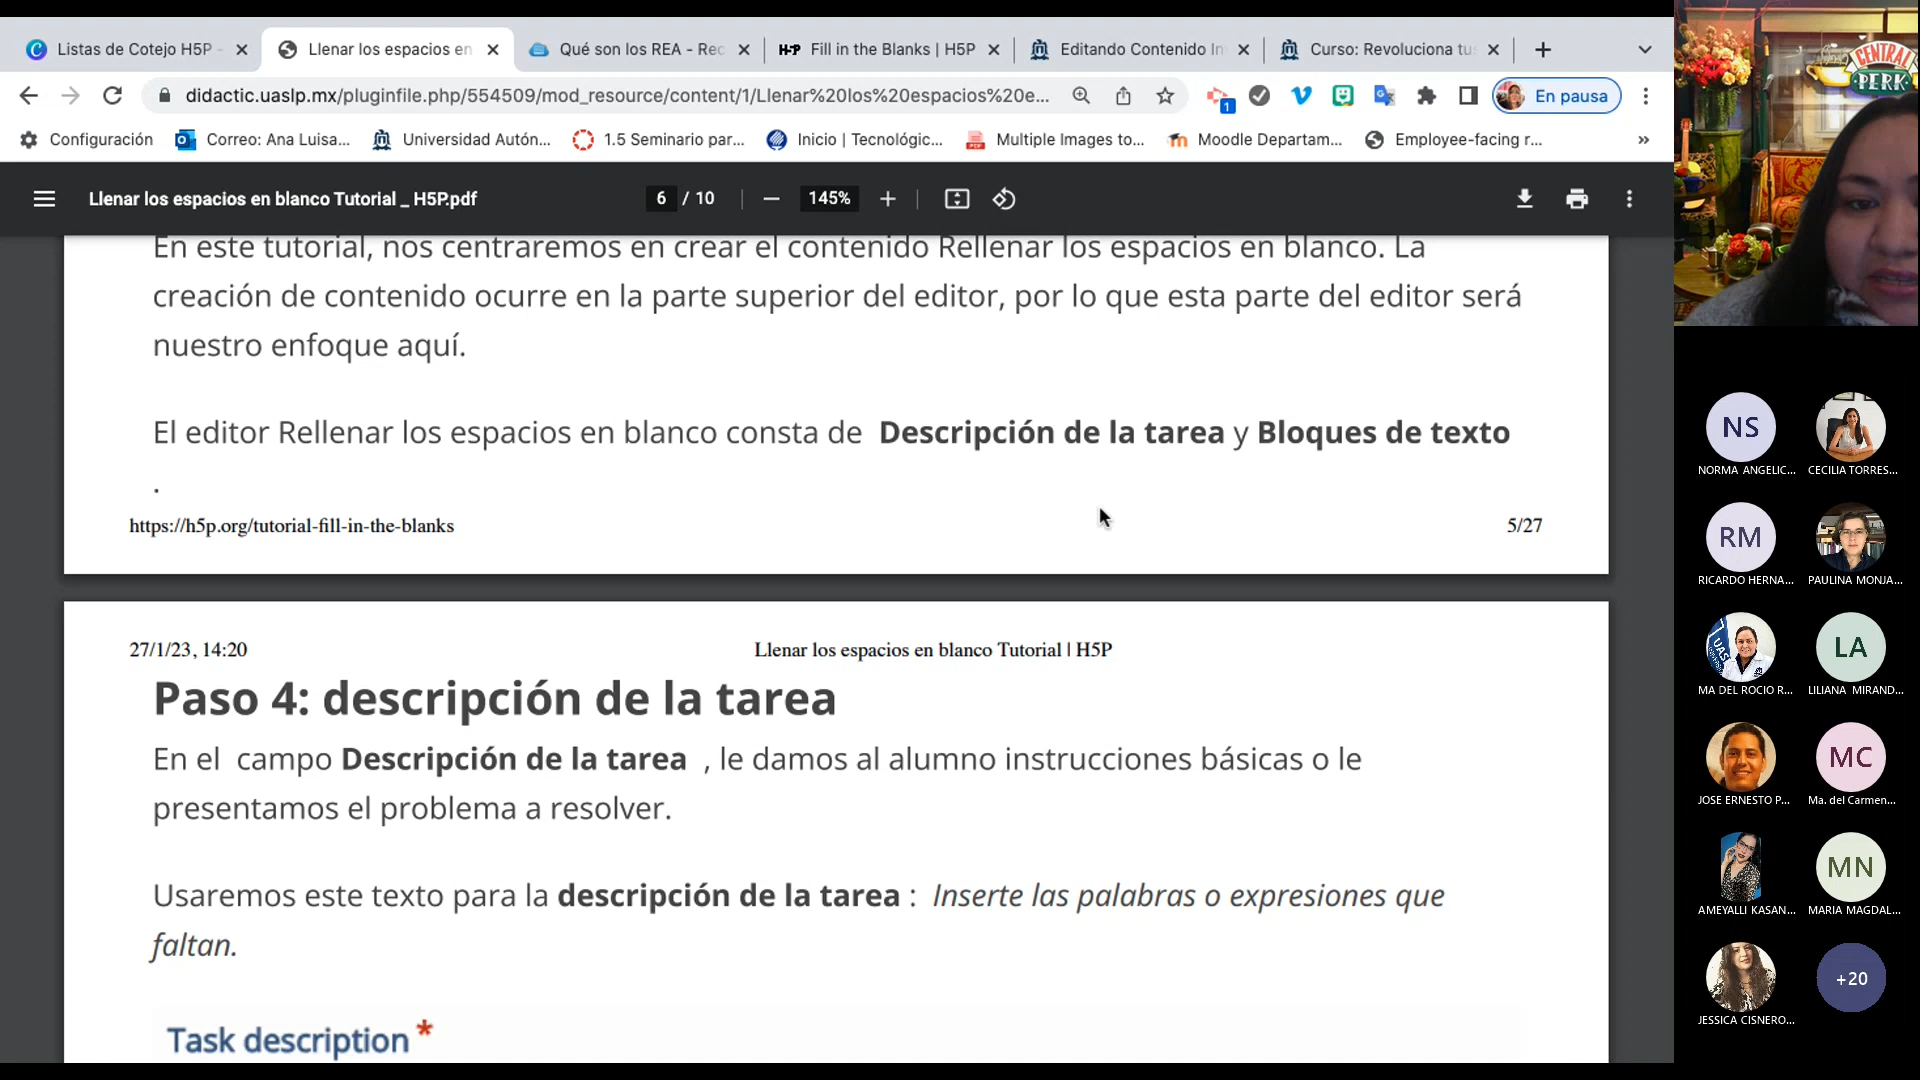 Listas de Cotejo H5P -
Llenar los espacios en
Qué son los REA - Rec
H5P Fill in the Blanks | H5P
Editando Contenido In
Curso: Revoluciona tus
didactic.uaslp.mx/pluginfile.php/554509/mod_resource/content/1/Llenar%20los%20espacios%20e...
1
En pausa
Configuración
Correo: Ana Luisa...
Universidad Autón...
1.5 Seminario par...
Inicio | Tecnológic...
Multiple Images to...
Moodle Departam...
Employee-facing r...
»
Llenar los espacios en blanco Tutorial _ H5P.pdf
6 / 10
145%
En este tutorial, nos centraremos en crear el contenido Rellenar los espacios en blanco. La
creación de contenido ocurre en la parte superior del editor, por lo que esta parte del editor será
nuestro enfoque aquí.
El editor Rellenar los espacios en blanco consta de Descripción de la tarea y Bloques de texto
.
https://h5p.org/tutorial-fill-in-the-blanks
5/27
27/1/23, 14:20
Llenar los espacios en blanco Tutorial | H5P
Paso 4: descripción de la tarea
En el campo Descripción de la tarea , le damos al alumno instrucciones básicas o le
presentamos el problema a resolver.
Usaremos este texto para la descripción de la tarea : Inserte las palabras o expresiones que
faltan.
Task description *
CENTRAL
PERK
NS
NORMA ANGELIC...
CECILIA TORRES...
RM
RICARDO HERNA...
PAULINA MONJA...
MA DEL ROCIO R...
LA
LILIANA MIRAND...
JOSE ERNESTO P...
MC
Ma. del Carmen...
AMEYALLI KASAN...
MN
MARIA MAGDAL...
JESSICA CISNERO...
+20